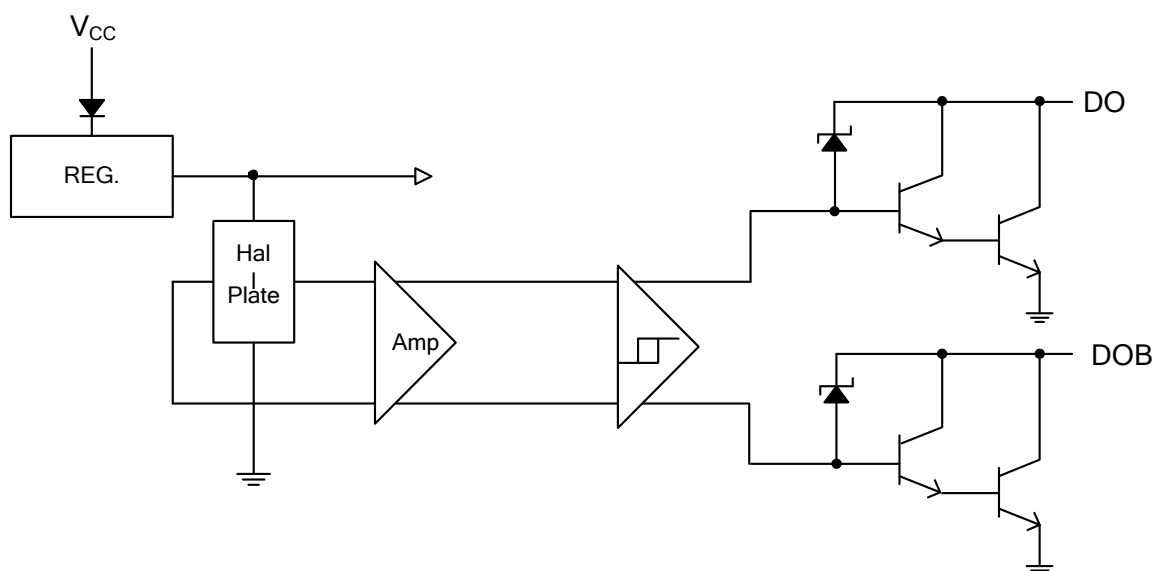 VCC
REG.
Hal
l
Plate
Amp
DO
DOB